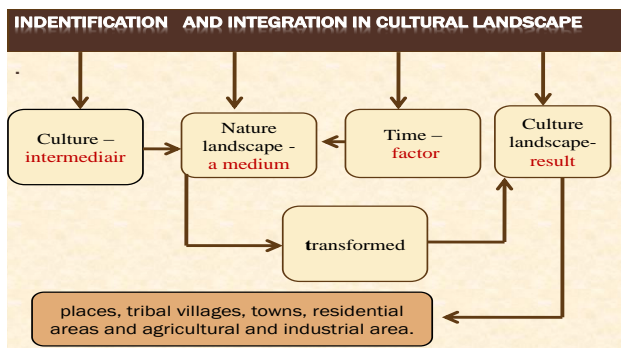 INDENTIFICATION AND INTEGRATION IN CULTURAL LANDSCAPE
.
Culture –
intermediair
Nature
landscape -
a medium
Time –
factor
Culture
landscape-
result
transformed
places, tribal villages, towns, residential
areas and agricultural and industrial area.